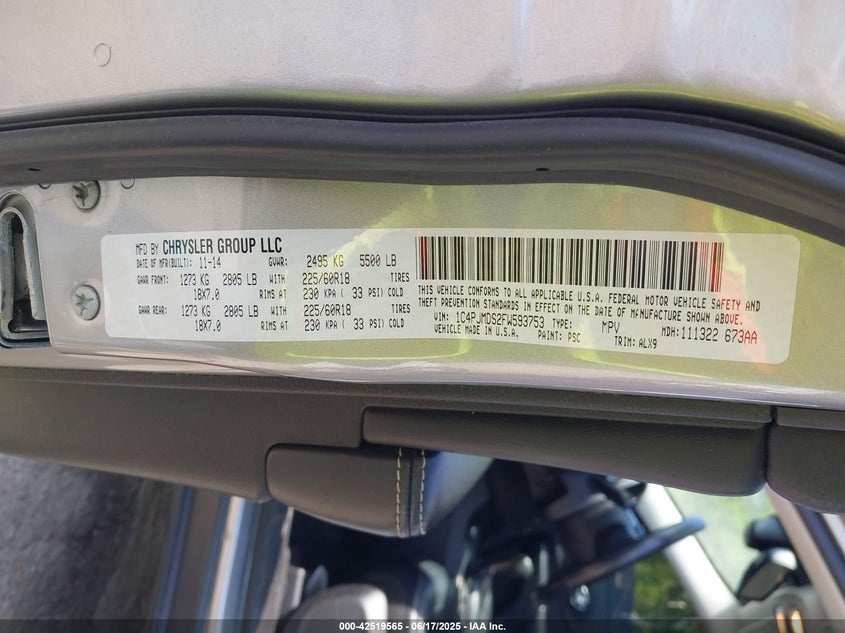 MFD BY CHRYSLER GROUP LLC
DATE OF MFR(BUILT): 11-14 GVWR: 2495 KG 5500 LB
GAWR FRONT: 1273 KG 2805 LB WITH 225/60R18 TIRES
18X7.0 RIMS AT 230 KPA ( 33 PSI) COLD
GAWR REAR: 1273 KG 2805 LB WITH 225/60R18 TIRES
18X7.0 RIMS AT 230 KPA ( 33 PSI) COLD
THIS VEHICLE CONFORMS TO ALL APPLICABLE U.S.A. FEDERAL MOTOR VEHICLE SAFETY AND
THEFT PREVENTION STANDARDS IN EFFECT ON THE DATE OF MANUFACTURE SHOWN ABOVE.
VIN: 1C4PJMDS2FW593753 TYPE: MPV MDH:111322 673AA
VEHICLE MADE IN U.S.A. PAINT: PSC TRIM: ALX9
000-42519565 - 06/17/2025 - IAA Inc.